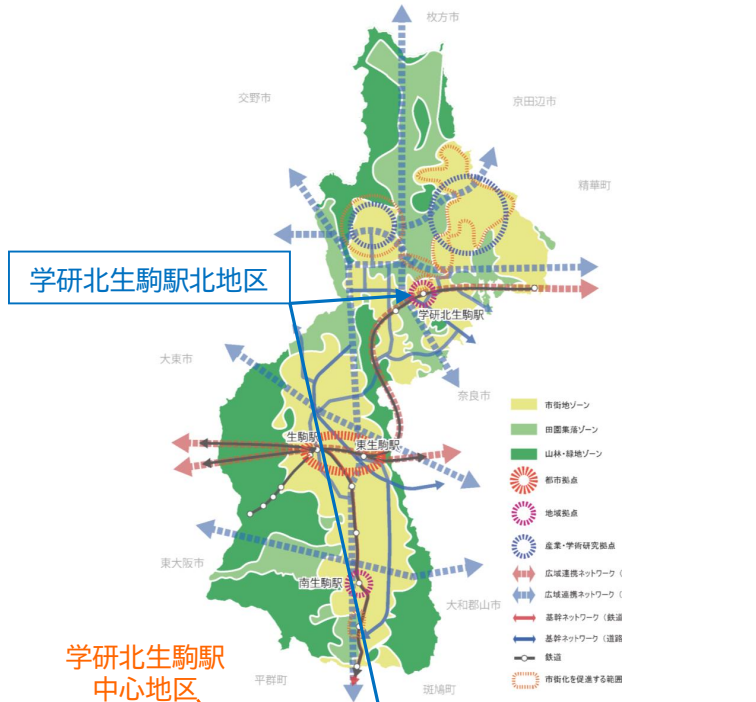 枚方市
交野市
京田辺市
精華町
学研北生駒駅北地区
学研北生駒駅
大東市
奈良市
生駒駅
東生駒駅
東大阪市
南生駒駅
大和郡山市
学研北生駒駅
中心地区
平群町
斑鳩町
市街地ゾーン
田園集落ゾーン
山林・緑地ゾーン
都市拠点
地域拠点
産業・学術研究拠点
広域連携ネットワーク（
広域連携ネットワーク（
基幹ネットワーク（鉄道
基幹ネットワーク（道路
鉄道
市街化を促進する範囲